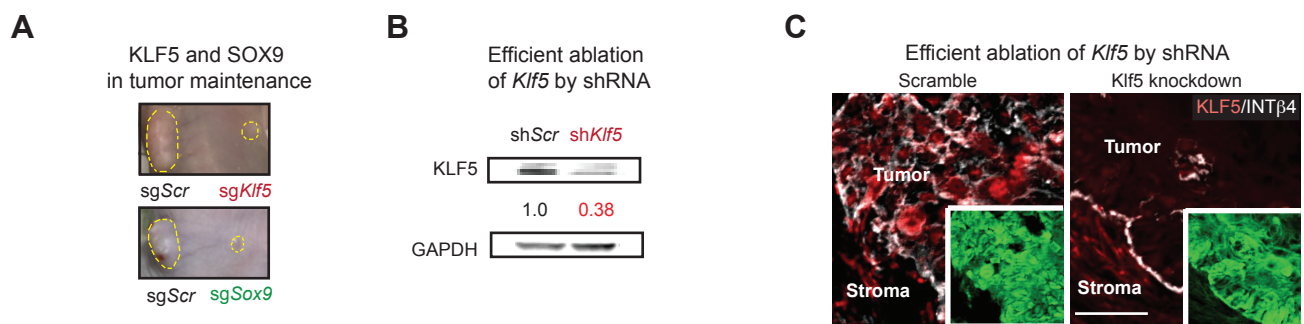 A
KLF5 and SOX9
in tumor maintenance
sgScr sgKlf5
sgScr sgSox9
B
Efficient ablation
of Klf5 by shRNA
shScr shKlf5
KLF5
1.0 0.38
GAPDH
C
Efficient ablation of Klf5 by shRNA
Scramble Klf5 knockdown
KLF5/INTβ4
Tumor
Tumor
Stroma
Stroma